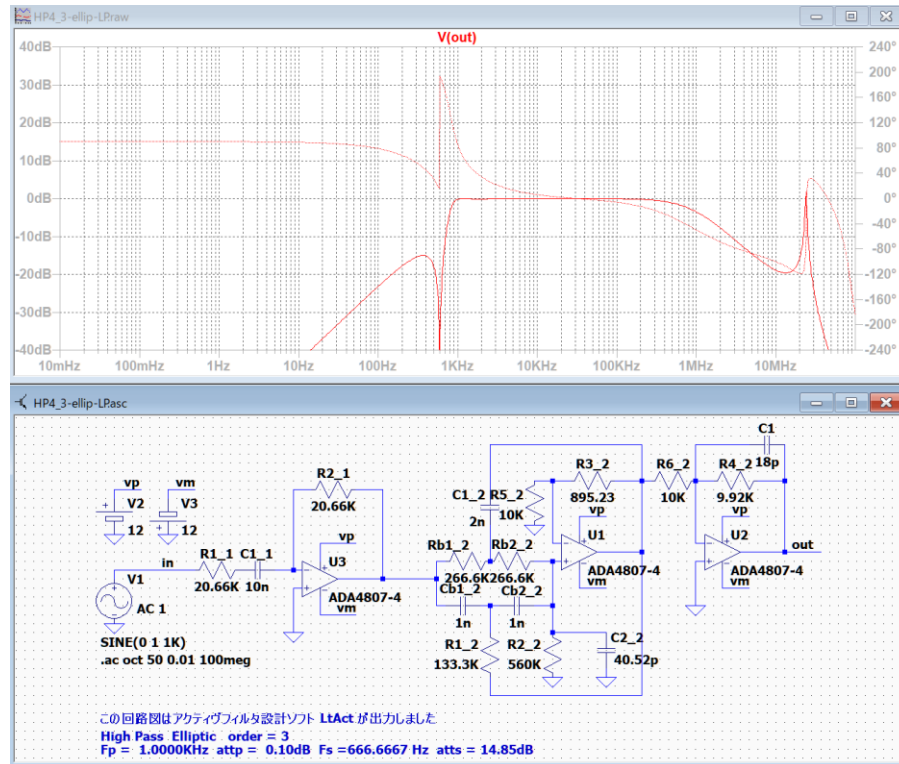 HP4_3-ellip-LP.raw
V(out)
40dB
30dB
20dB
10dB
0dB
-10dB
-20dB
-30dB
-40dB
240°
200°
160°
120°
80°
40°
0°
-40°
-80°
-120°
-160°
-200°
-240°
10mHz 100mHz 1Hz 10Hz 100Hz 1KHz 10KHz 100KHz 1MHz 10MHz
HP4_3-ellip-LP.asc
vp
V2
12
vm
V3
12
in
V1
AC 1
SINE(0 1 1K)
.ac oct 50 0.01 100meg
R1_1
20.66K
C1_1
10n
R2_1
20.66K
vp
U3
ADA4807-4
vm
C1_2
2n
R5_2
10K
Rb1_2
266.6K
Rb2_2
266.6K
Cb1_2
1n
Cb2_2
1n
R1_2
133.3K
R2_2
560K
C2_2
40.52p
R3_2
895.23
vp
U1
ADA4807-4
vm
R6_2
10K
C1
18p
R4_2
9.92K
vp
U2
ADA4807-4
vm
out
この回路図はアクティヴフィルタ設計ソフト LtAct が出力しました
High Pass Elliptic order = 3
Fp = 1.0000KHz attp = 0.10dB Fs =666.6667 Hz atts = 14.85dB